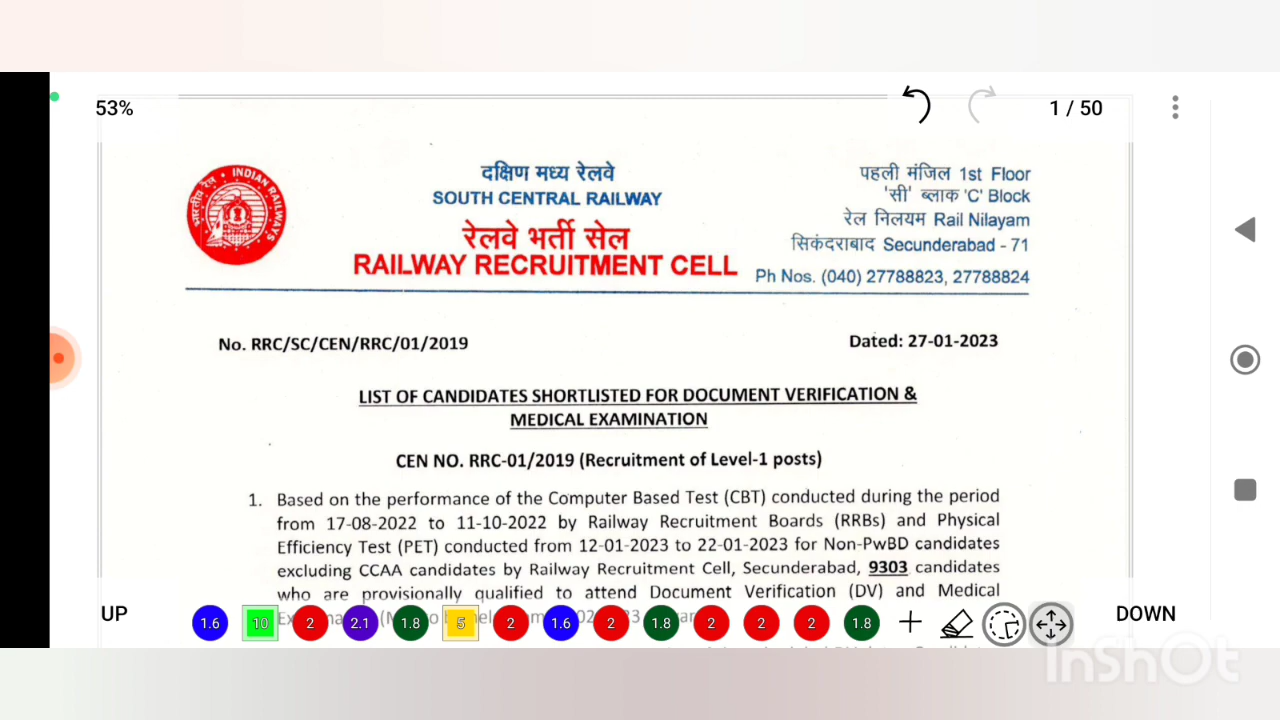 53%
1 / 50
भारतीय रेल • INDIAN RAILWAYS
दक्षिण मध्य रेलवे
SOUTH CENTRAL RAILWAY
रेलवे भर्ती सेल
RAILWAY RECRUITMENT CELL
पहली मंजिल 1st Floor
'सी' ब्लाक 'C' Block
रेल निलयम Rail Nilayam
सिकंदराबाद Secunderabad - 71
Ph Nos. (040) 27788823, 27788824
No. RRC/SC/CEN/RRC/01/2019
Dated: 27-01-2023
LIST OF CANDIDATES SHORTLISTED FOR DOCUMENT VERIFICATION &
MEDICAL EXAMINATION
CEN NO. RRC-01/2019 (Recruitment of Level-1 posts)
1. Based on the performance of the Computer Based Test (CBT) conducted during the period
from 17-08-2022 to 11-10-2022 by Railway Recruitment Boards (RRBs) and Physical
Efficiency Test (PET) conducted from 12-01-2023 to 22-01-2023 for Non-PwBD candidates
excluding CCAA candidates by Railway Recruitment Cell, Secunderabad, 9303 candidates
who are provisionally qualified to attend Document Verification (DV) and Medical
UP
1.6 10 2 2.1 1.8 5 2 1.6 2 1.8 2 2 2 1.8
DOWN
InShOt